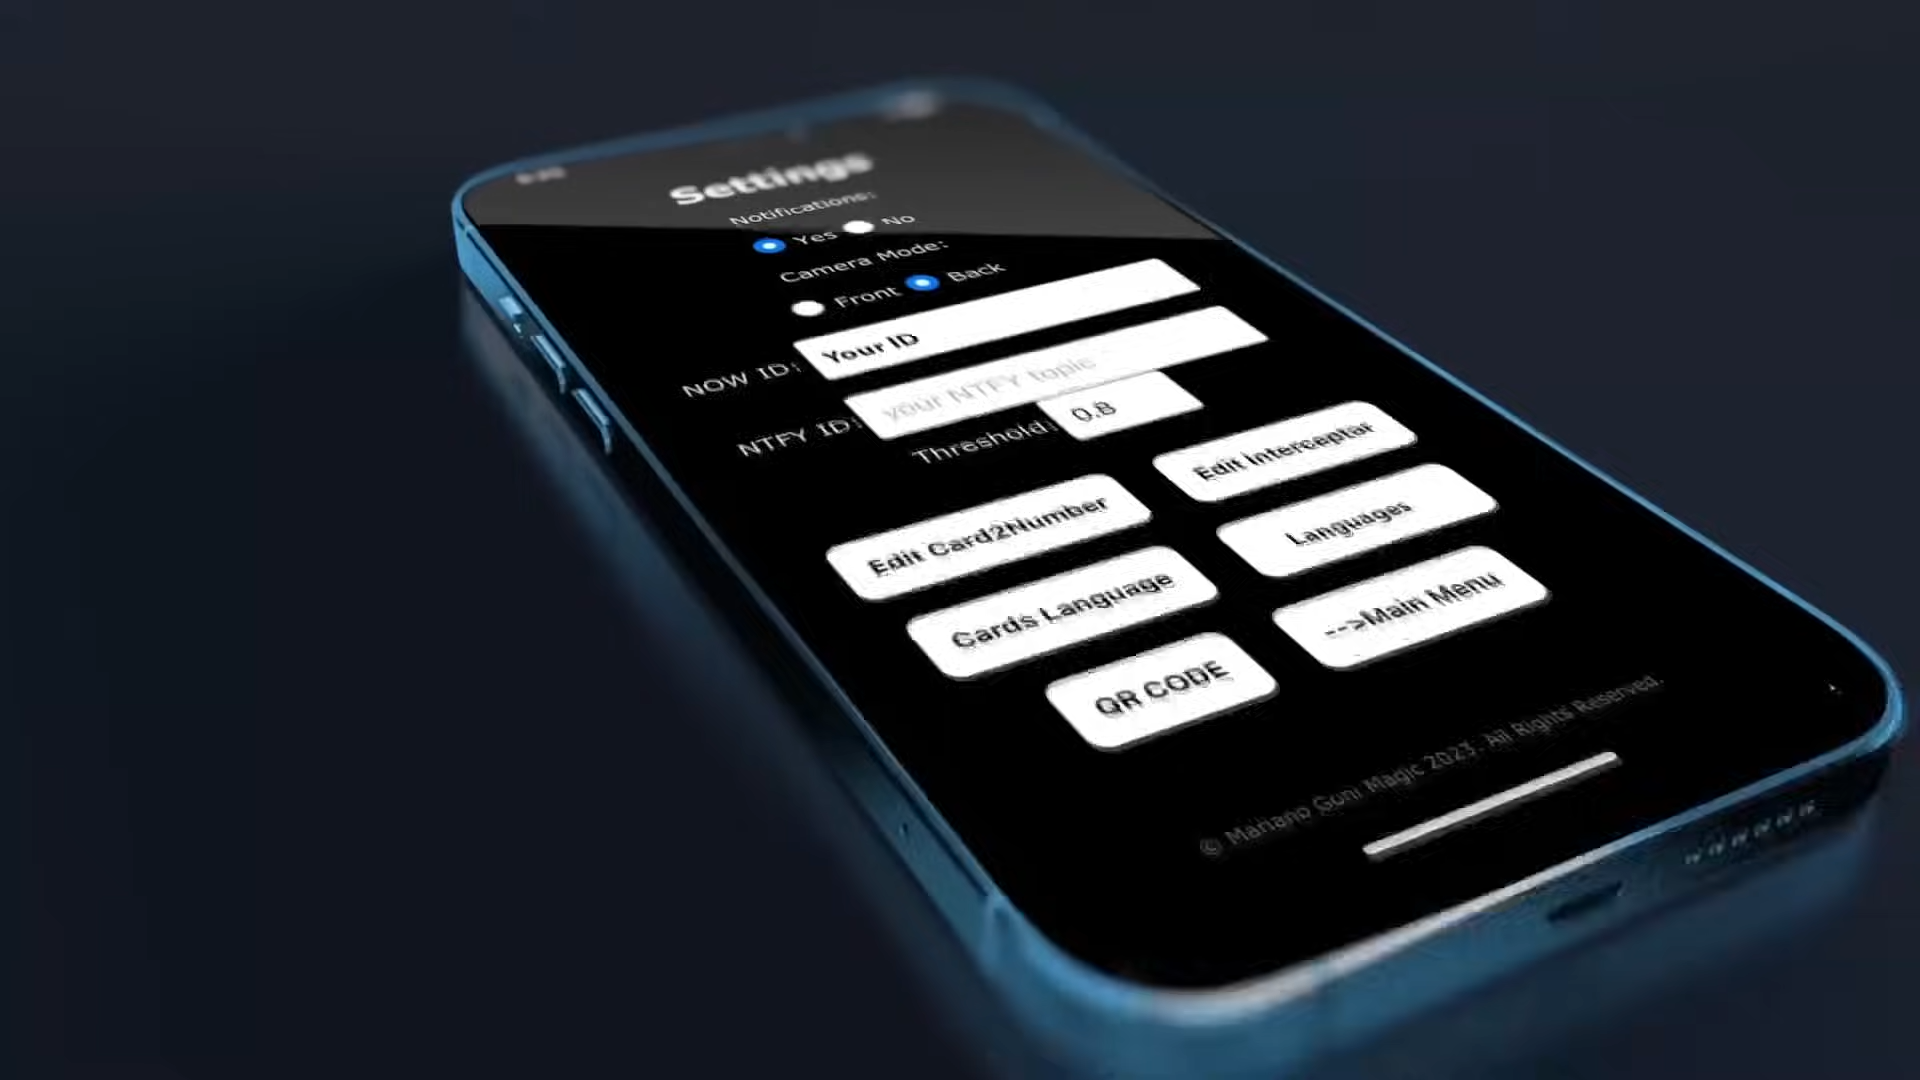 Settings
Notifications:
Yes No
Camera Mode:
Front Back
NOW ID: Your ID
NTFY ID: your NTFY topic
Threshold: 0.8
Edit Card2Number Edit Interceptor
Cards Language Languages
QR CODE -->Main Menu
© Mariano Goni Magic 2023. All Rights Reserved.